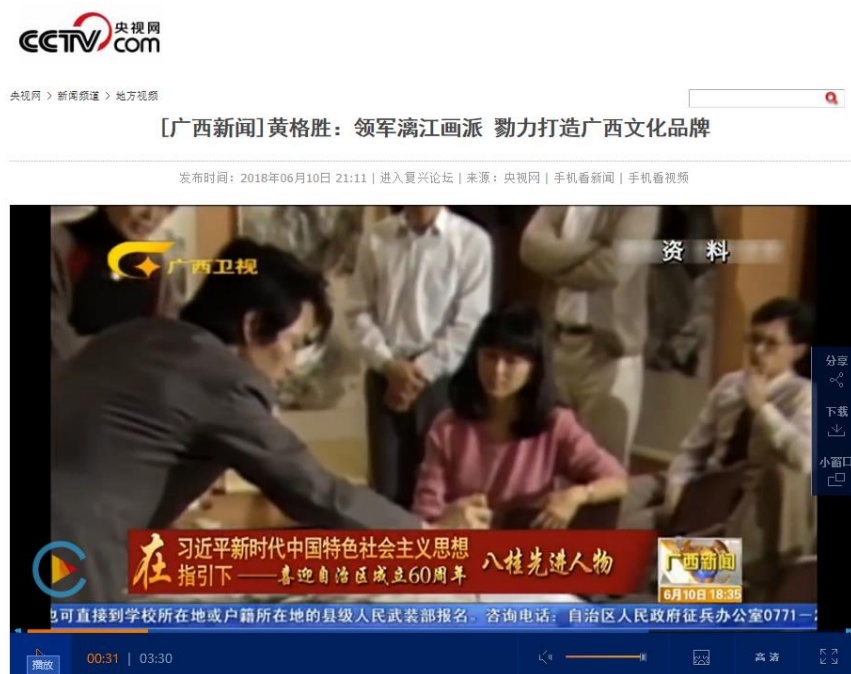 CCTV.com 央视网
央视网 > 新闻频道 > 地方视频
[广西新闻]黄格胜：领军漓江画派 勠力打造广西文化品牌
发布时间：2018年06月10日 21:11 | 进入复兴论坛 | 来源：央视网 | 手机看新闻 | 手机看视频
广西卫视
资 料
分享
下载
小窗口
在 习近平新时代中国特色社会主义思想
指引下——喜迎自治区成立60周年
八桂先进人物
广西新闻
6月10日 18:35
也可直接到学校所在地或户籍所在地的县级人民武装部报名。咨询电话：自治区人民政府征兵办公室0771-
播放
00:31 | 03:30
高清